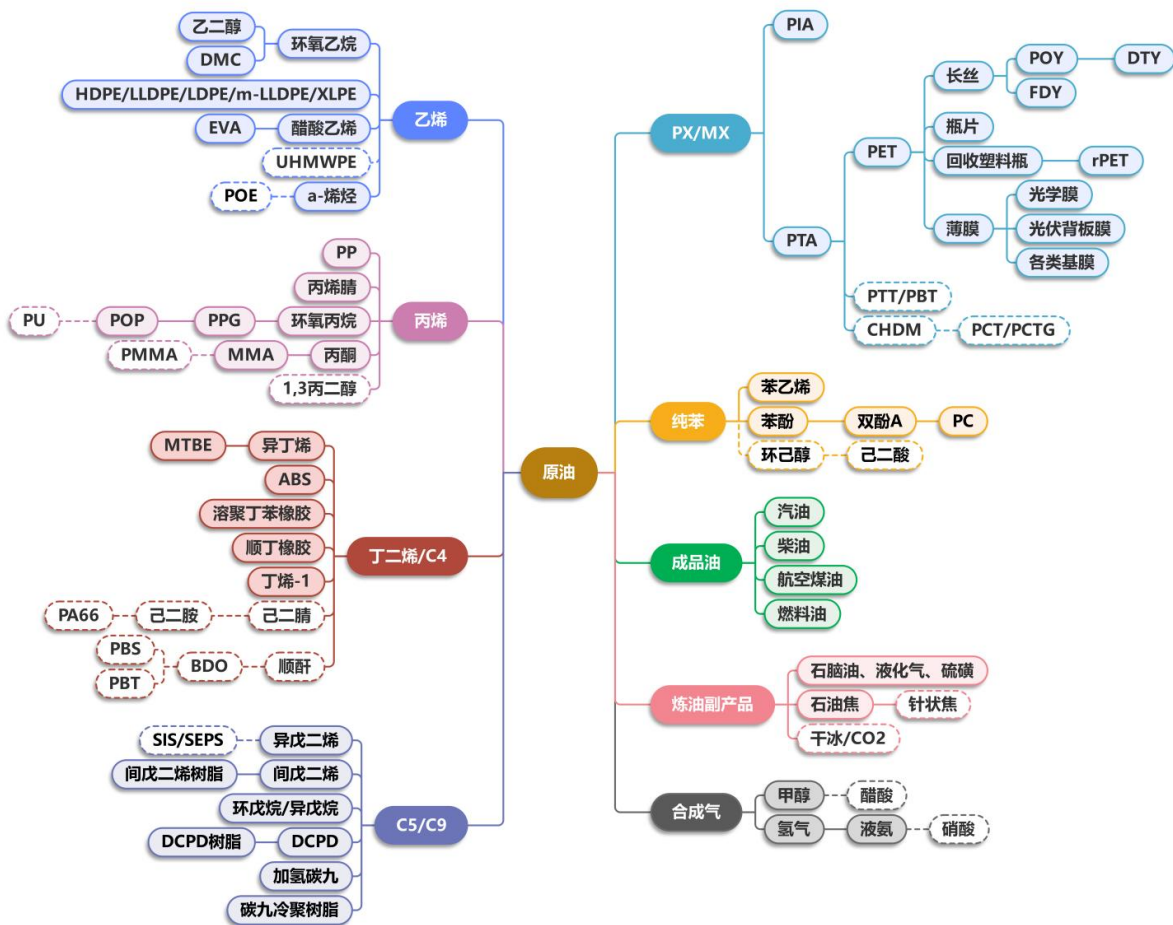 原油
乙烯
环氧乙烷
乙二醇
DMC
HDPE/LLDPE/LDPE/m-LLDPE/XLPE
醋酸乙烯
EVA
UHMWPE
a-烯烃
POE
丙烯
PP
丙烯腈
环氧丙烷
PPG
POP
PU
丙酮
MMA
PMMA
1,3丙二醇
丁二烯/C4
异丁烯
MTBE
ABS
溶聚丁苯橡胶
顺丁橡胶
丁烯-1
己二腈
己二胺
PA66
顺酐
BDO
PBS
PBT
C5/C9
异戊二烯
SIS/SEPS
间戊二烯
间戊二烯树脂
环戊烷/异戊烷
DCPD
DCPD树脂
加氢碳九
碳九冷聚树脂
PX/MX
PIA
PTA
PET
长丝
POY
DTY
FDY
瓶片
回收塑料瓶
rPET
薄膜
光学膜
光伏背板膜
各类基膜
PTT/PBT
CHDM
PCT/PCTG
纯苯
苯乙烯
苯酚
双酚A
PC
环己醇
己二酸
成品油
汽油
柴油
航空煤油
燃料油
炼油副产品
石脑油、液化气、硫磺
石油焦
针状焦
干冰/CO2
合成气
甲醇
醋酸
氢气
液氨
硝酸